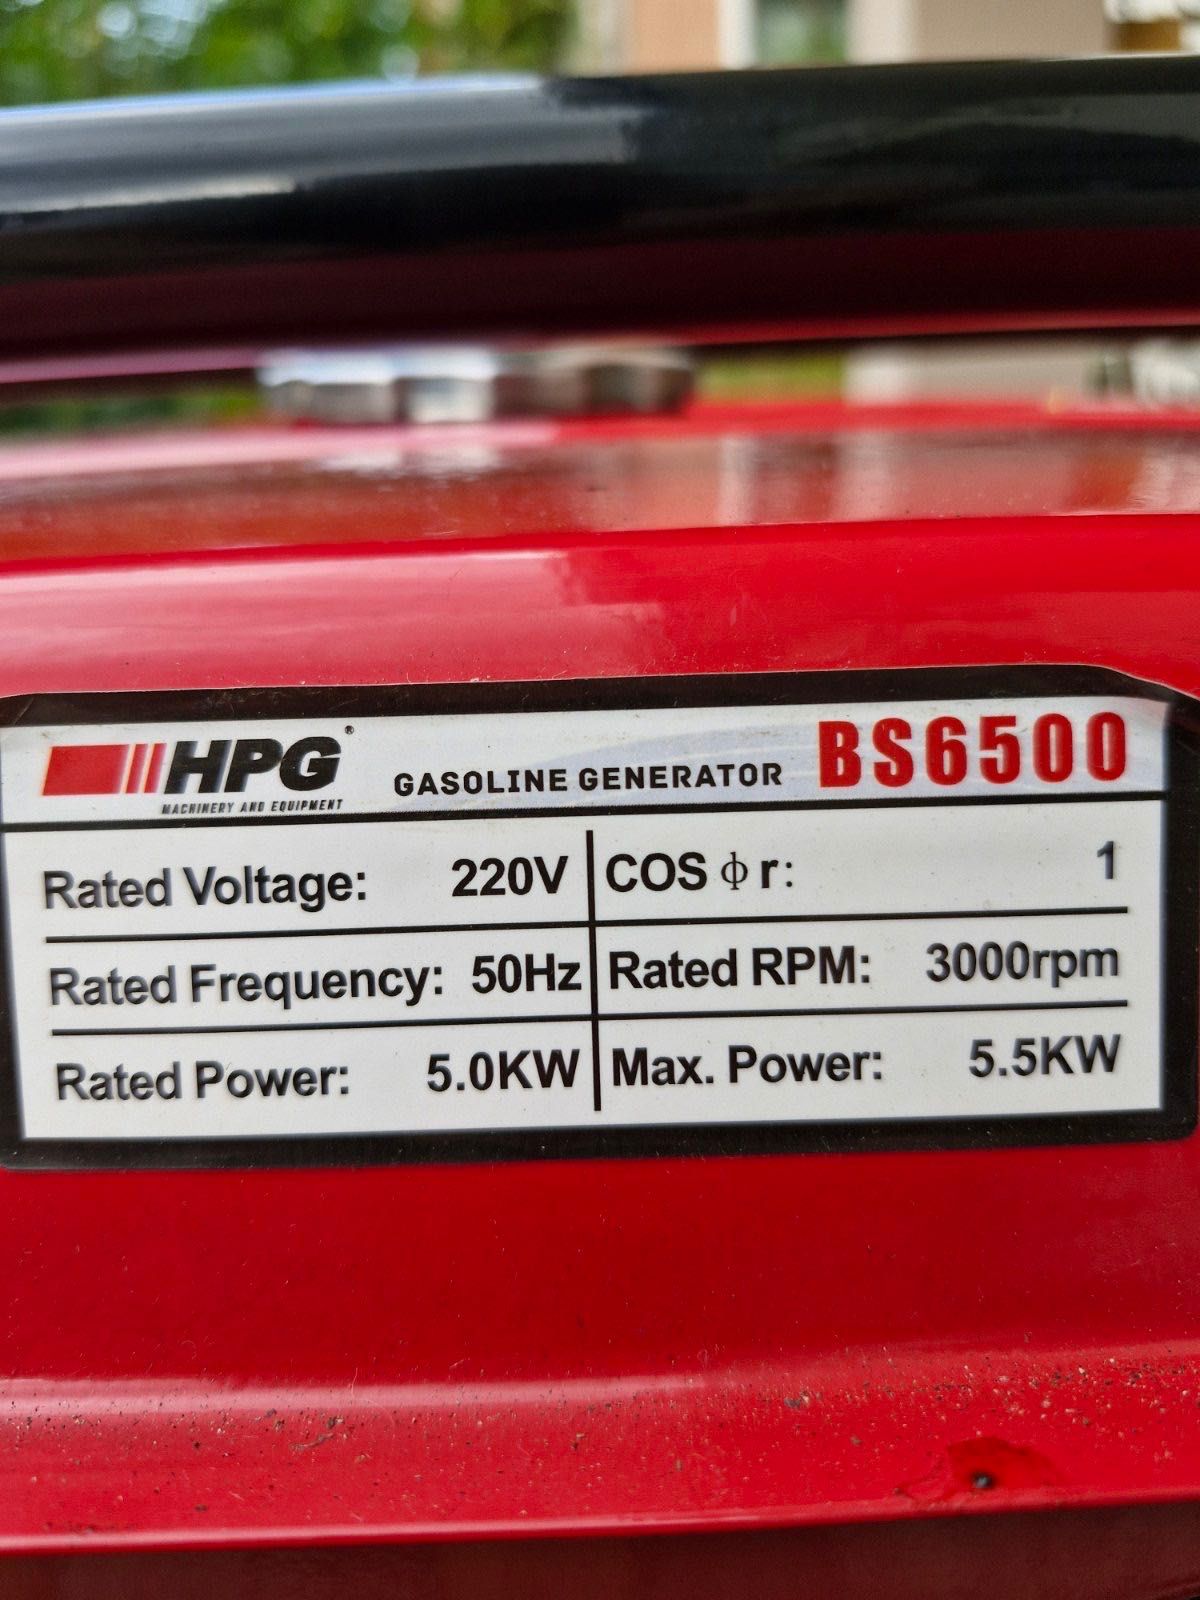 HPG®
MACHINERY AND EQUIPMENT
GASOLINE GENERATOR
BS6500
Rated Voltage: 220V
COS ϕ r: 1
Rated Frequency: 50Hz
Rated RPM: 3000rpm
Rated Power: 5.0KW
Max. Power: 5.5KW